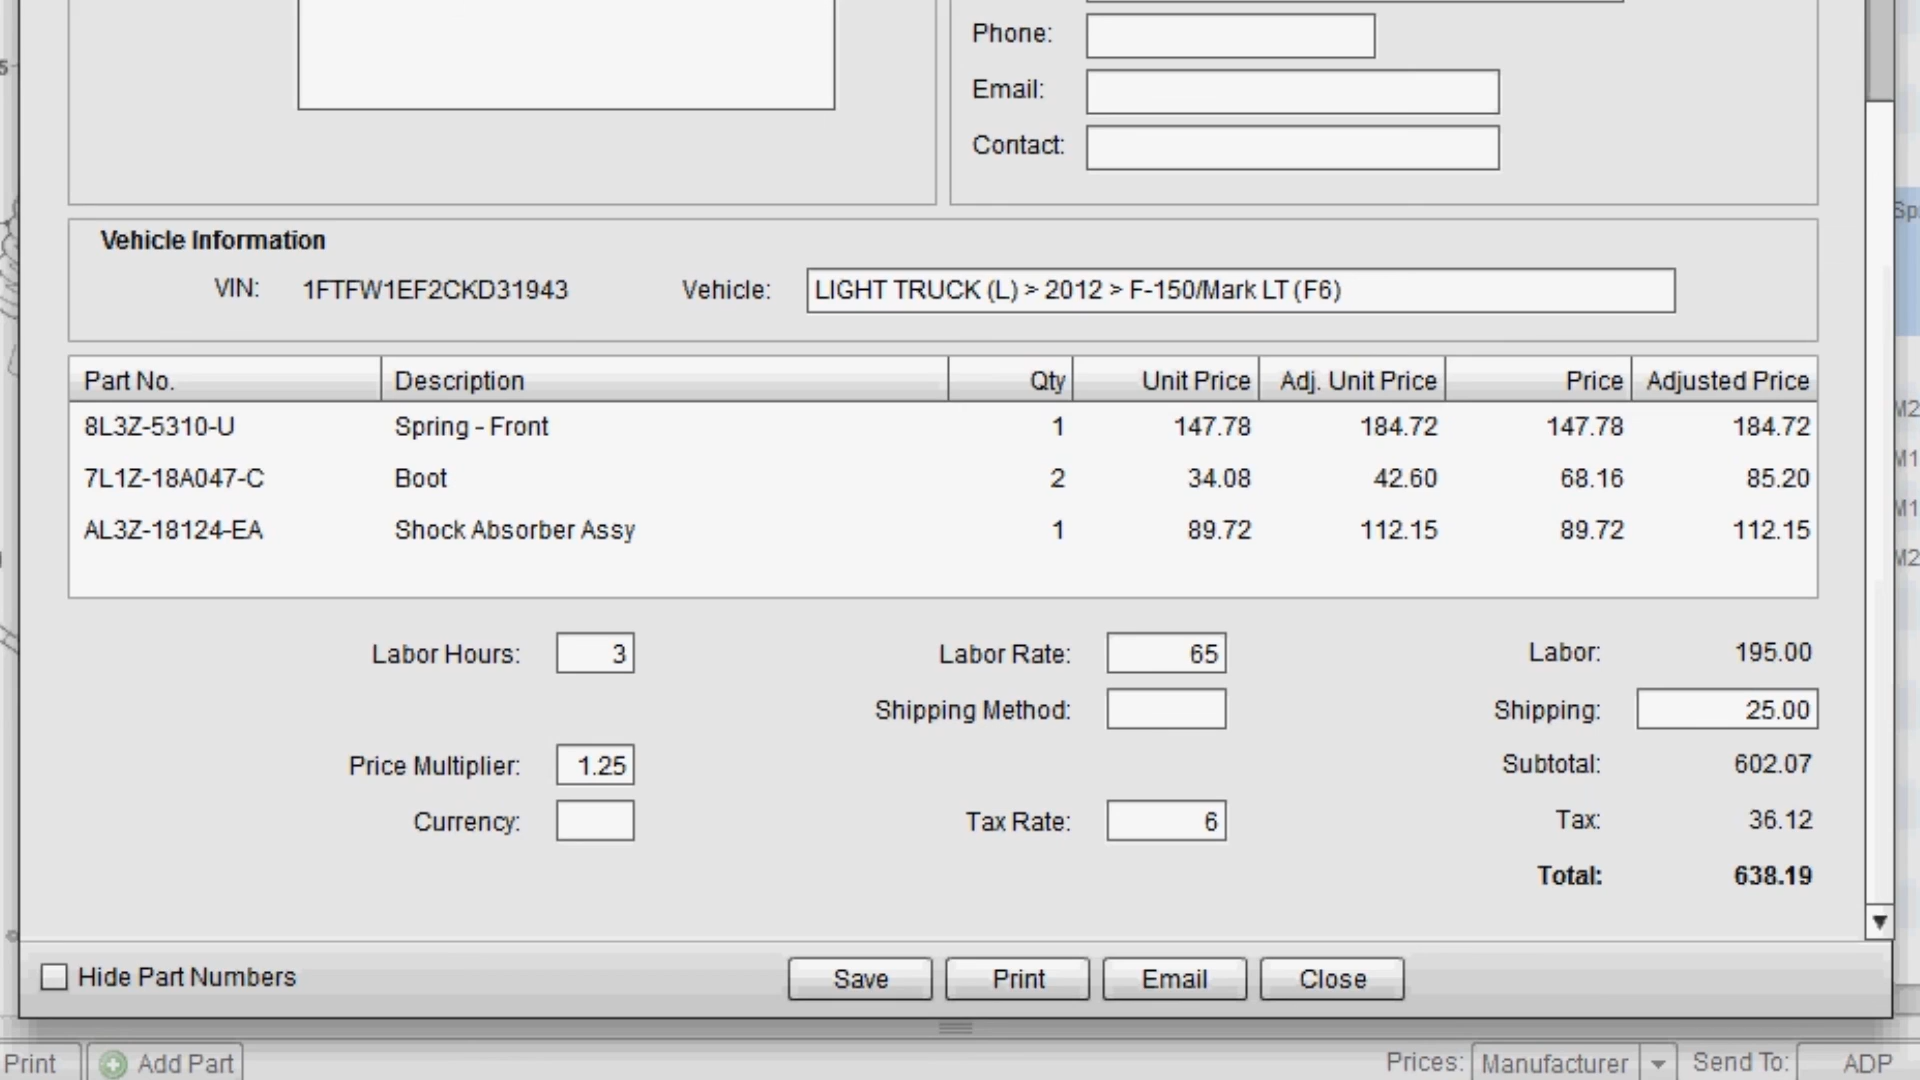 Phone:
Email:
Contact:
Vehicle Information
VIN: 1FTFW1EF2CKD31943 Vehicle: LIGHT TRUCK (L) > 2012 > F-150/Mark LT (F6)
Part No. Description Qty Unit Price Adj. Unit Price Price Adjusted Price
8L3Z-5310-U Spring - Front 1 147.78 184.72 147.78 184.72
7L1Z-18A047-C Boot 2 34.08 42.60 68.16 85.20
AL3Z-18124-EA Shock Absorber Assy 1 89.72 112.15 89.72 112.15
Labor Hours: 3 Labor Rate: 65 Labor: 195.00
Shipping Method: Shipping: 25.00
Price Multiplier: 1.25 Subtotal: 602.07
Currency: Tax Rate: 6 Tax: 36.12
Total: 638.19
Hide Part Numbers Save Print Email Close
Print Add Part Prices: Manufacturer Send To: ADP